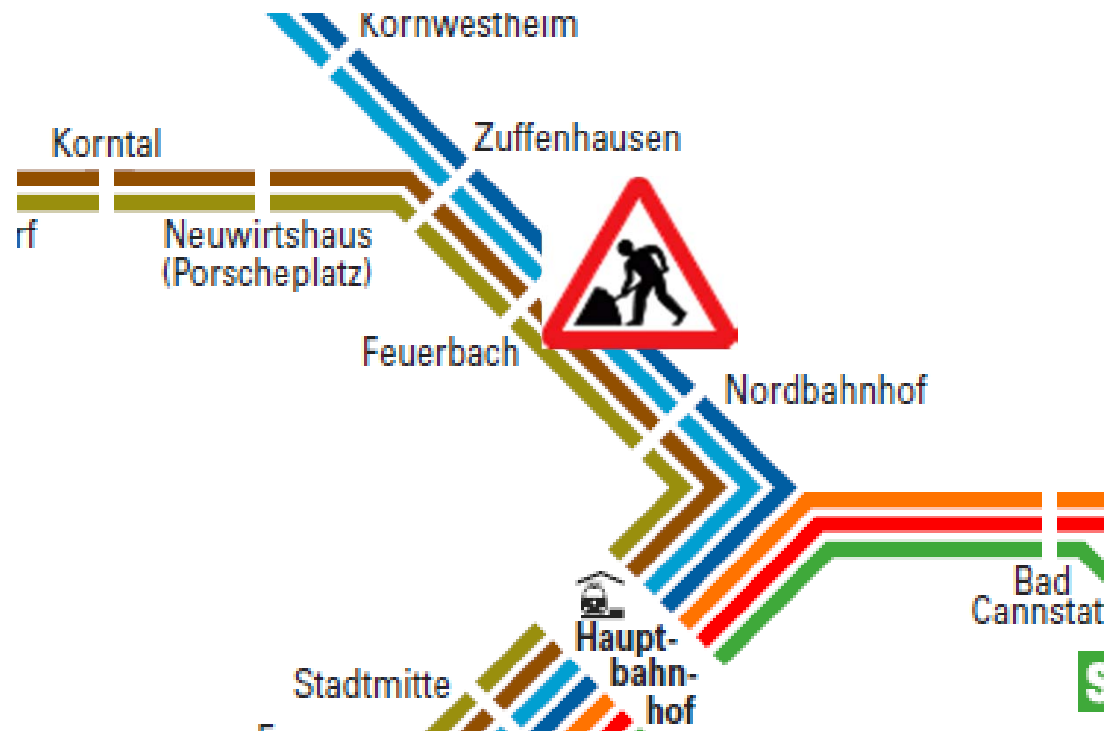 Kornwestheim
Zuffenhausen
Korntal
rf
Neuwirtshaus
(Porscheplatz)
Feuerbach
Nordbahnhof
Bad
Cannstat
Haupt-
bahn-
hof
Stadtmitte
S